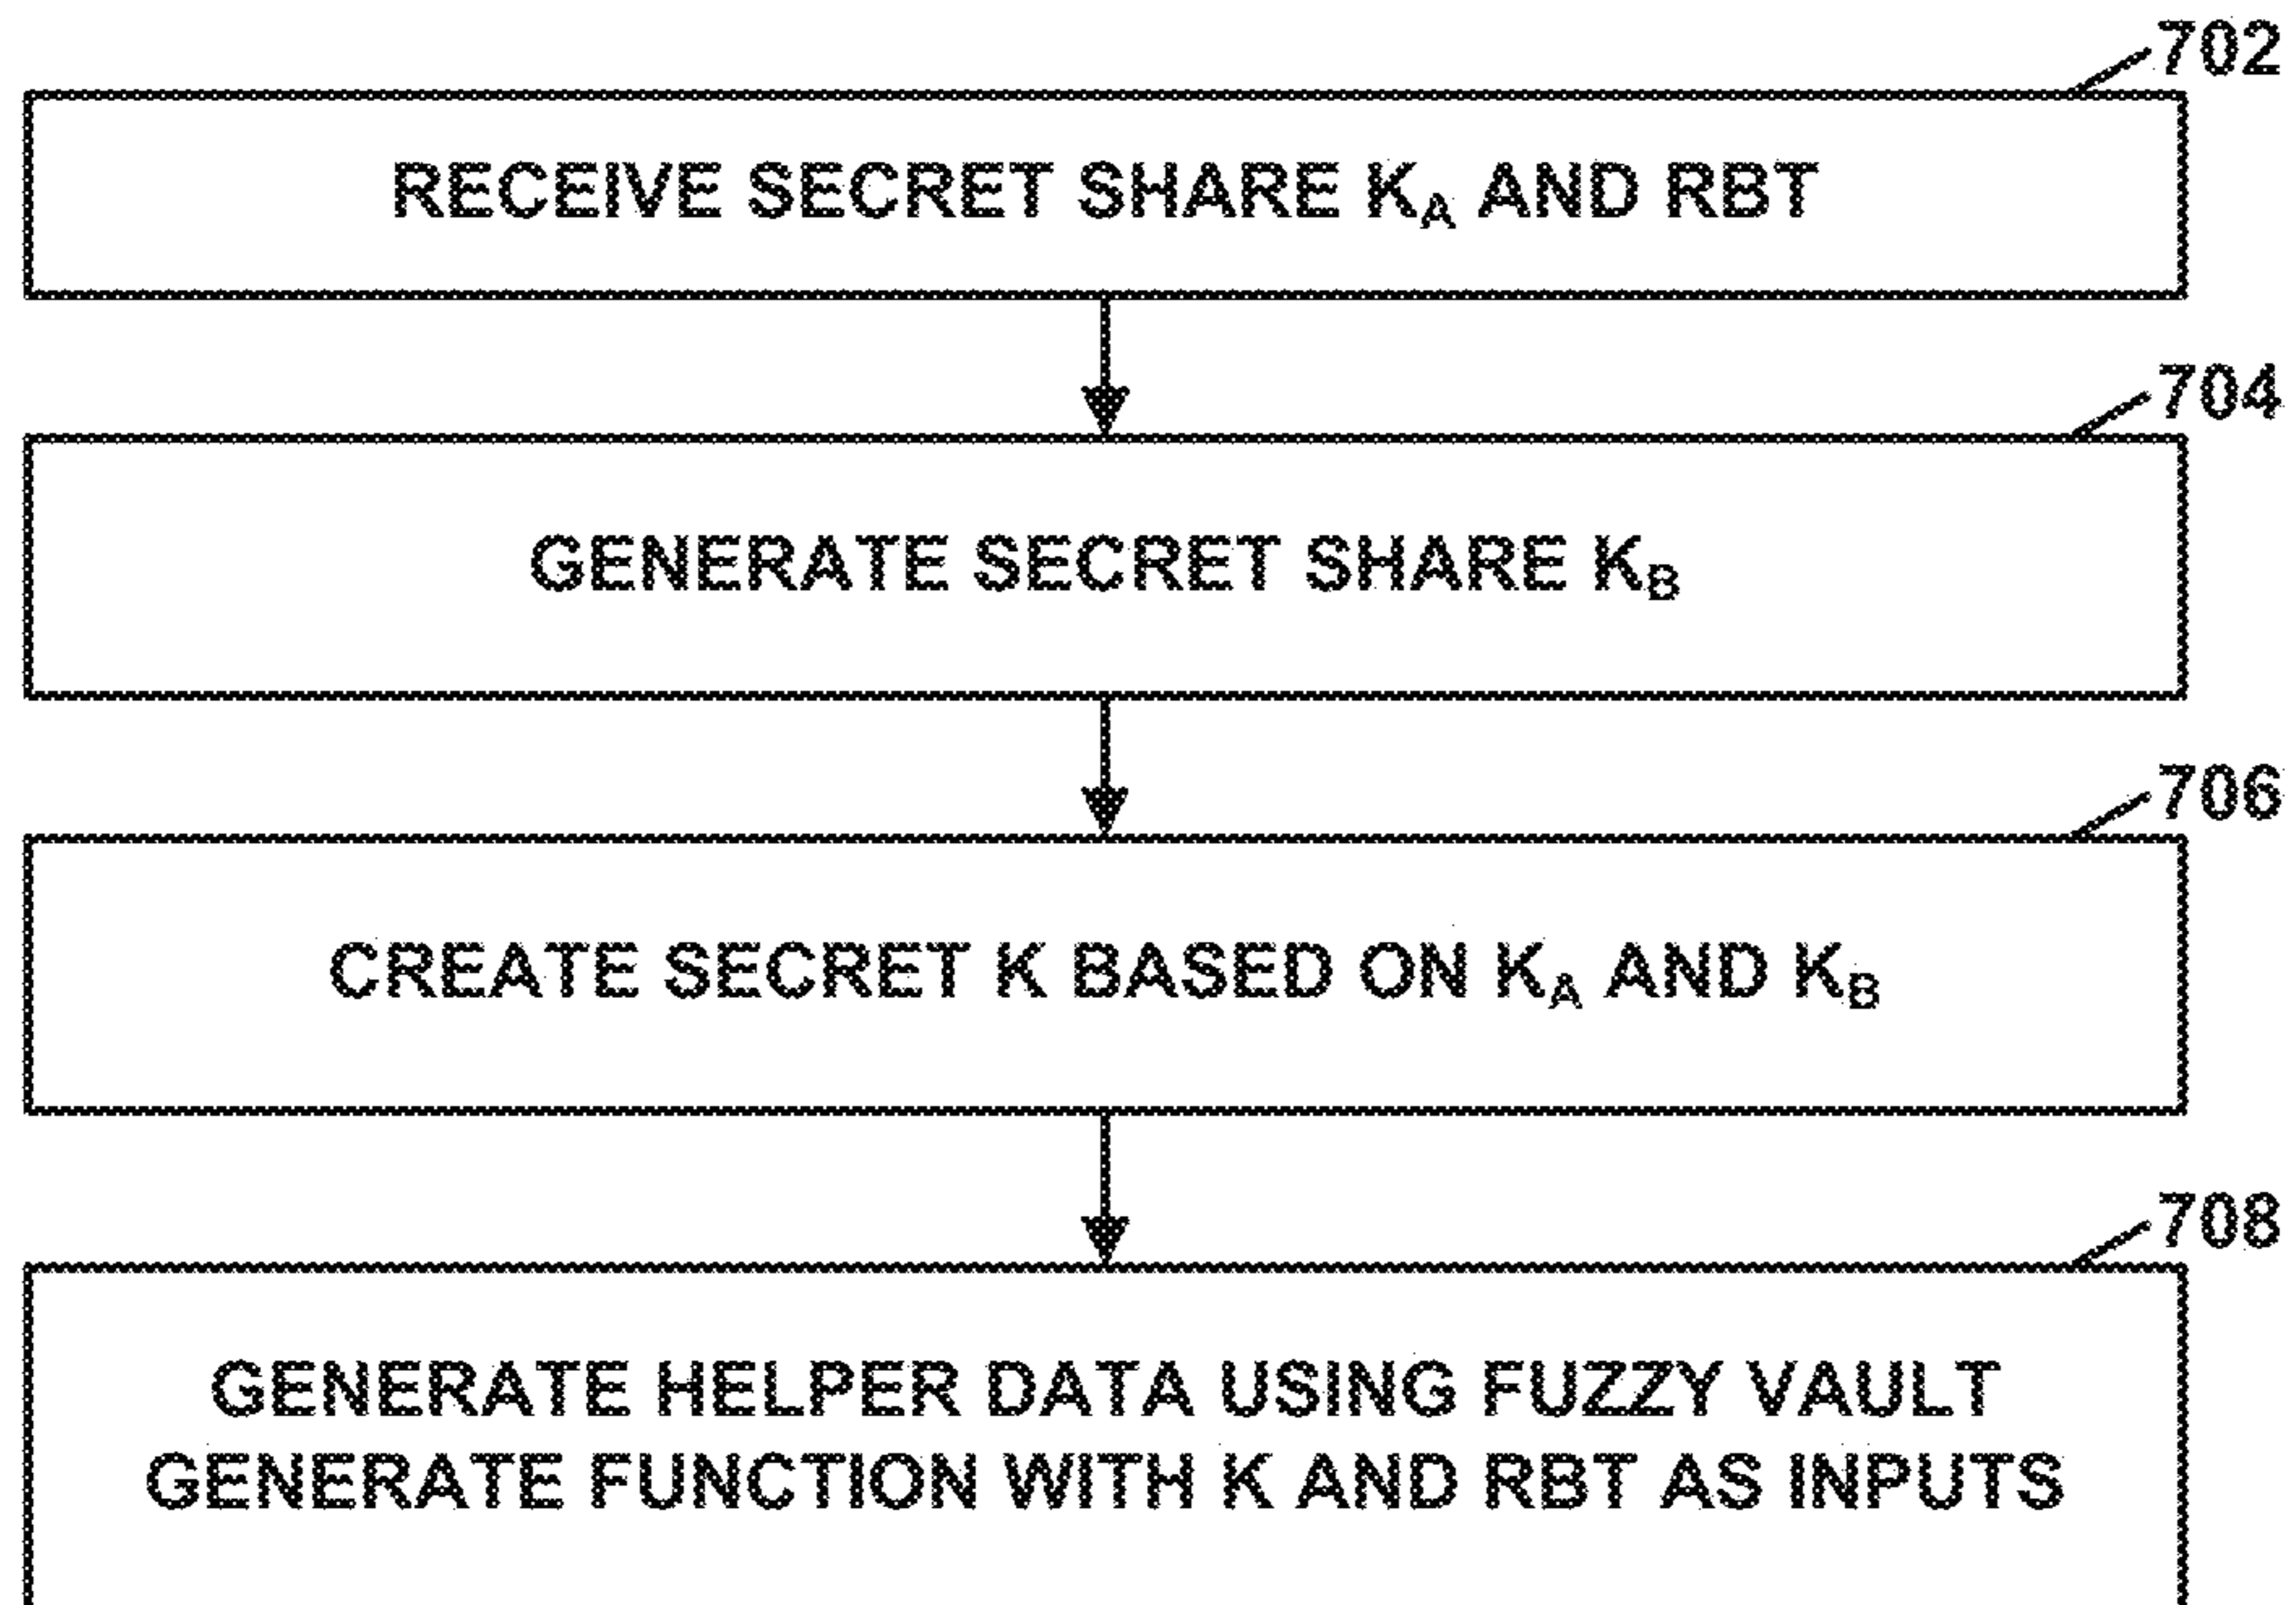 702
RECEIVE SECRET SHARE KA AND RBT
704
GENERATE SECRET SHARE KB
706
CREATE SECRET K BASED ON KA AND KB
708
GENERATE HELPER DATA USING FUZZY VAULT
GENERATE FUNCTION WITH K AND RBT AS INPUTS